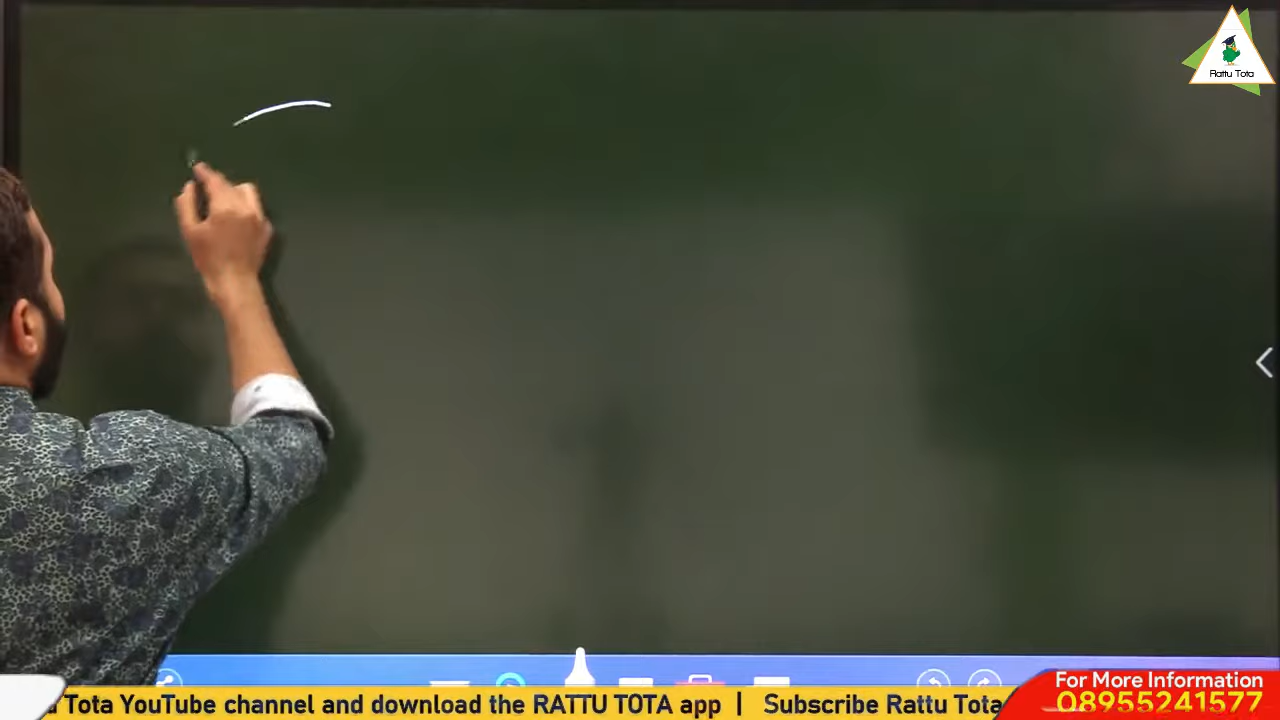 Rattu Tota
For More Information
08955241577
Tota YouTube channel and download the RATTU TOTA app | Subscribe Rattu Tota